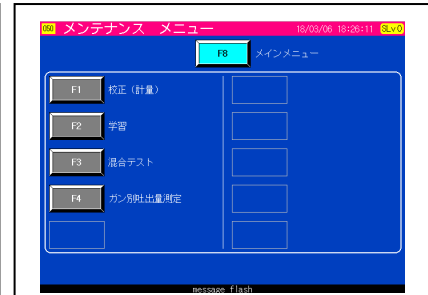 050 メンテナンス メニュー 18/03/06 18:26:11 SLv0
F8 メインメニュー
F1 校正（計量）
F2 学習
F3 混合テスト
F4 ガン別吐出量測定
message flash